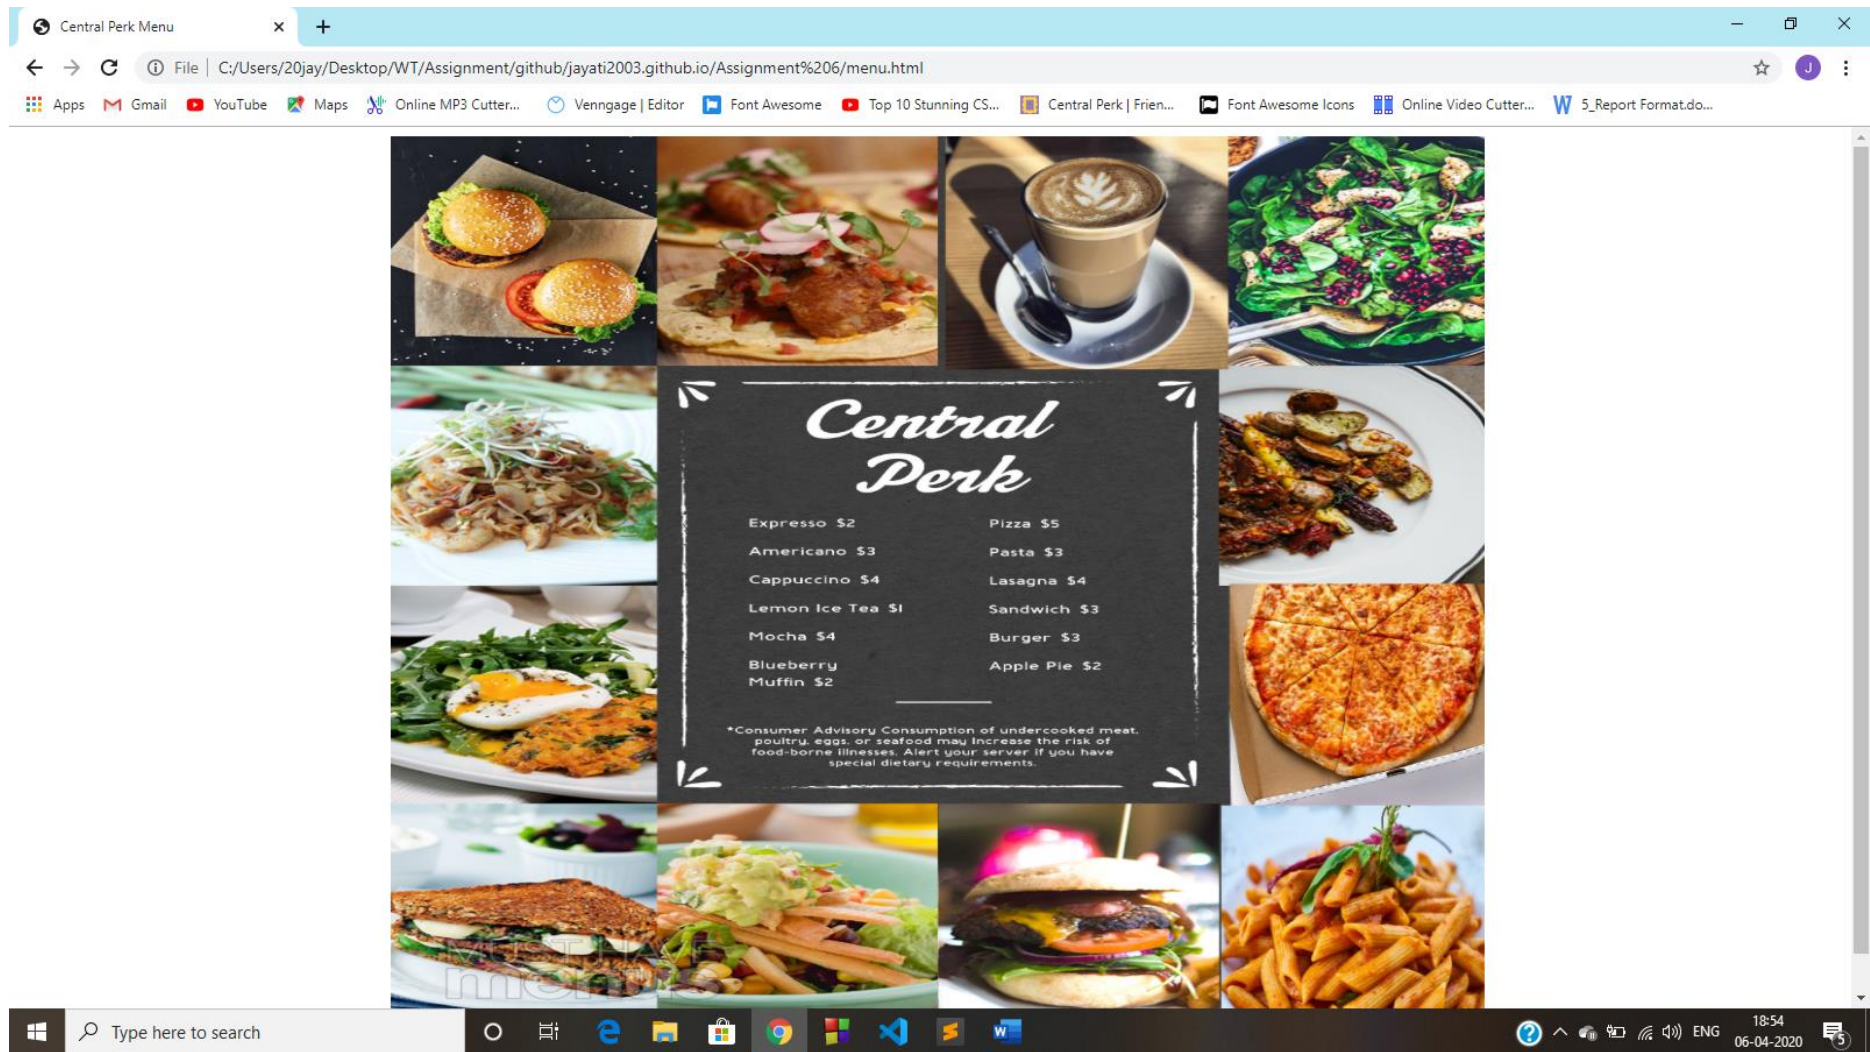 Central Perk Menu
File C:/Users/20jay/Desktop/WT/Assignment/github/jayati2003.github.io/Assignment%206/menu.html
J
Apps Gmail YouTube Maps Online MP3 Cutter... Venngage | Editor Font Awesome Top 10 Stunning CS... Central Perk | Frien... Font Awesome Icons Online Video Cutter... 5_Report Format.do...
Central
Perk
Expresso $2
Americano $3
Cappuccino $4
Lemon Ice Tea $1
Mocha $4
Blueberry
Muffin $2
Pizza $5
Pasta $3
Lasagna $4
Sandwich $3
Burger $3
Apple Pie $2
*Consumer Advisory Consumption of undercooked meat,
poultry, eggs, or seafood may Increase the risk of
food-borne illnesses. Alert your server if you have
special dietary requirements.
MUST HAVE
menus
Type here to search
ENG
18:54
06-04-2020
5